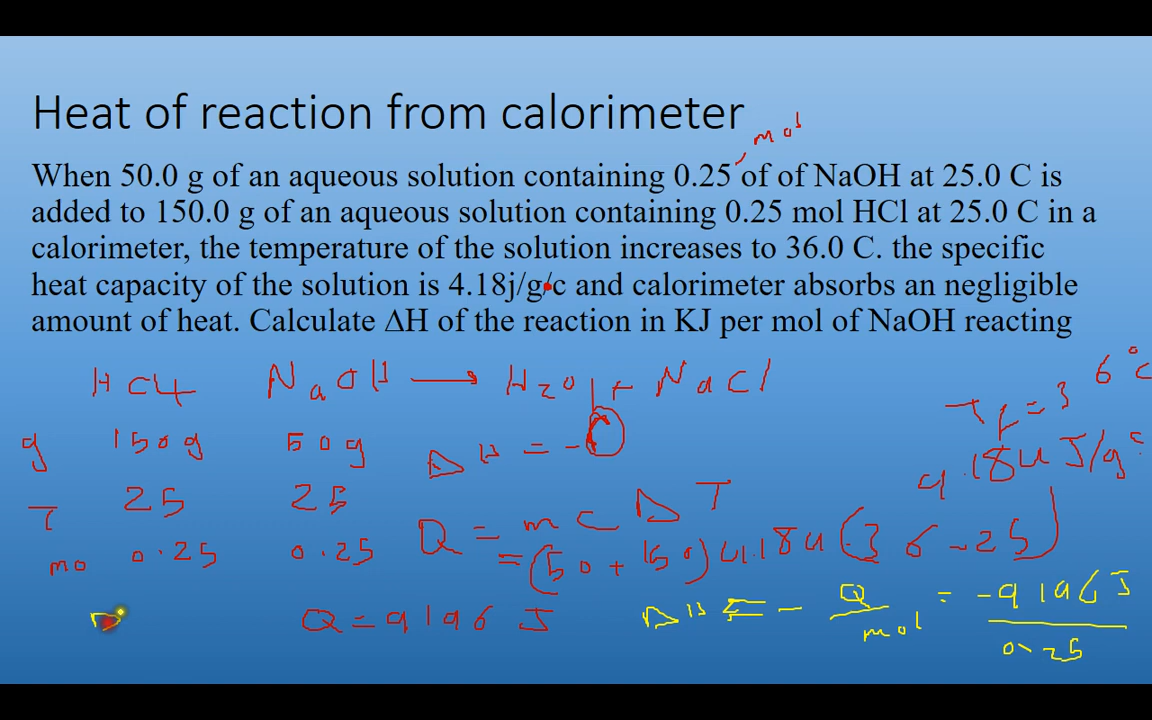 Heat of reaction from calorimeter
mol
When 50.0 g of an aqueous solution containing 0.25 of of NaOH at 25.0 C is
added to 150.0 g of an aqueous solution containing 0.25 mol HCl at 25.0 C in a
calorimeter, the temperature of the solution increases to 36.0 C. the specific
heat capacity of the solution is 4.18j/g/c and calorimeter absorbs an negligible
amount of heat. Calculate ΔH of the reaction in KJ per mol of NaOH reacting
NaOH → H2O + NaCl
Tf = 36°C
g 150g 50g ΔH = -
4.184 J/g°
T 25 25
Q = mCΔT
mo 0.25 0.25
= (50 + 150) 4.184 (36 - 25)
Q = 9196 J
- Q/mol = -9196 J/0.25